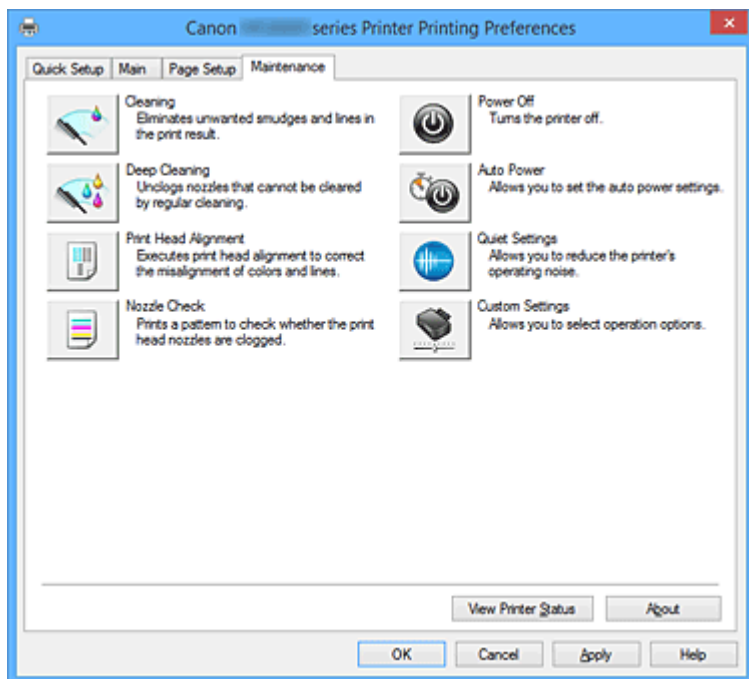 Canon series Printer Printing Preferences
Quick Setup Main Page Setup Maintenance
Cleaning
Eliminates unwanted smudges and lines in
the print result.
Deep Cleaning
Unclogs nozzles that cannot be cleared
by regular cleaning.
Print Head Alignment
Executes print head alignment to correct
the misalignment of colors and lines.
Nozzle Check
Prints a pattern to check whether the print
head nozzles are clogged.
Power Off
Turns the printer off.
Auto Power
Allows you to set the auto power settings.
Quiet Settings
Allows you to reduce the printer's
operating noise.
Custom Settings
Allows you to select operation options.
View Printer Status About
OK Cancel Apply Help